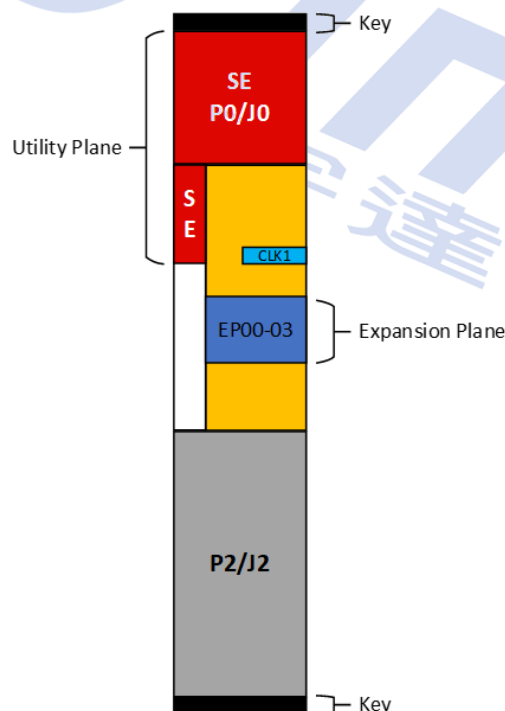 Key
SE
P0/J0
Utility Plane
S
E
CLK1
EP00-03
Expansion Plane
P2/J2
Key